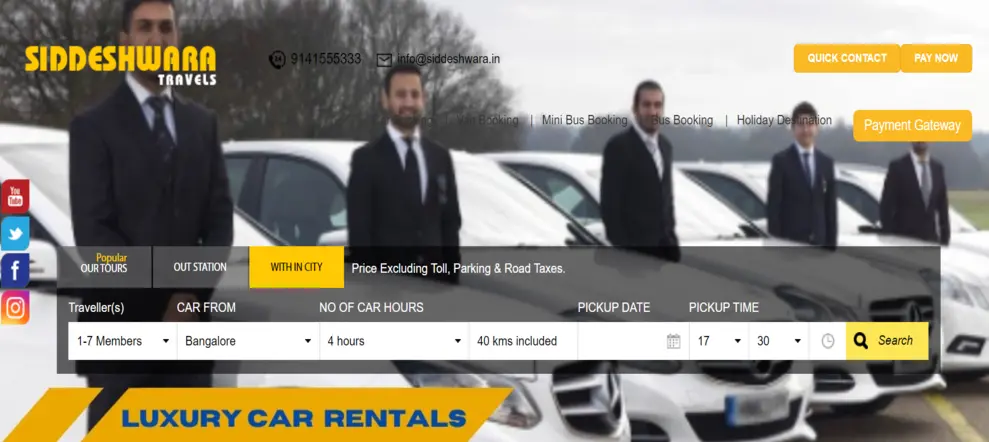 SIDDESHWARA
TRAVELS
24
9141555333
info@siddeshwara.in
QUICK CONTACT
PAY NOW
Booking | Mini Bus Booking | Bus Booking | Holiday Destination
Payment Gateway
You
Tube
Popular
OUR TOURS
OUT STATION
WITH IN CITY
Price Excluding Toll, Parking & Road Taxes.
Traveller(s) CAR FROM NO OF CAR HOURS PICKUP DATE PICKUP TIME
1-7 Members Bangalore 4 hours 40 kms included 17 30 Search
LUXURY CAR RENTALS